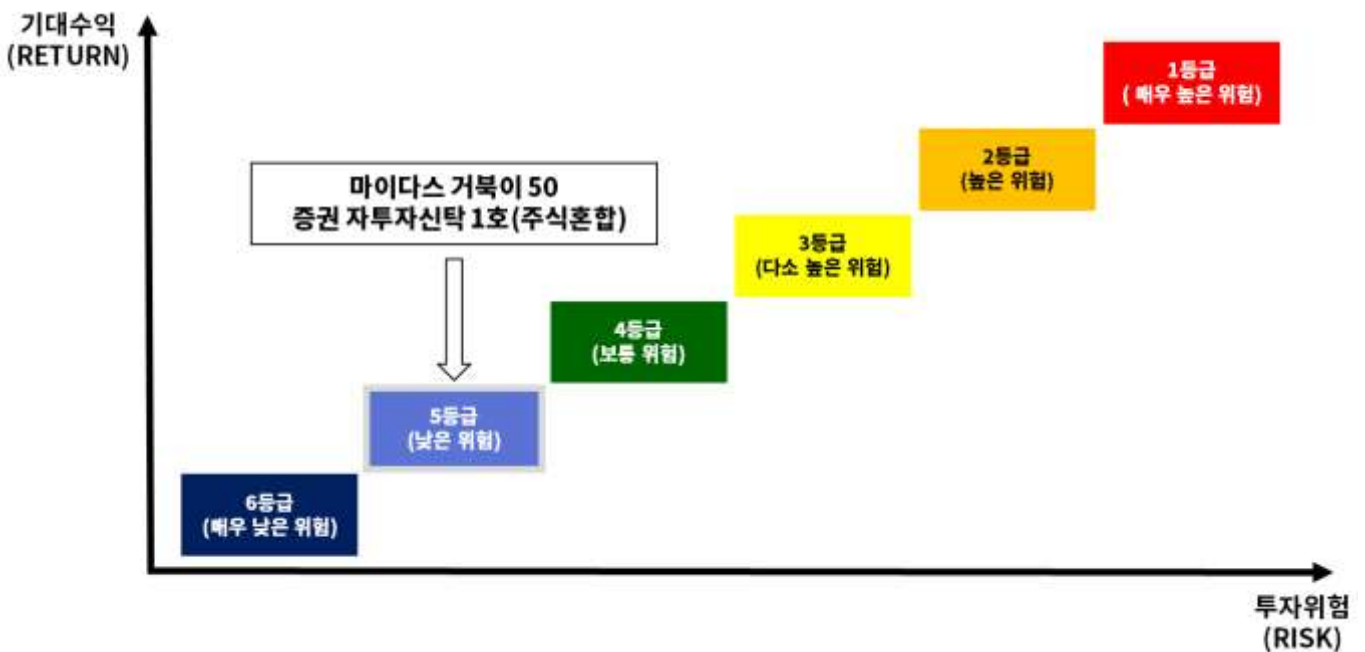 기대수익
(RETURN)
1등급
( 매우 높은 위험)
2등급
(높은 위험)
마이다스 거북이 50
증권 자투자신탁 1호(주식혼합)
3등급
(다소 높은 위험)
4등급
(보통 위험)
5등급
(낮은 위험)
6등급
(매우 낮은 위험)
투자위험
(RISK)